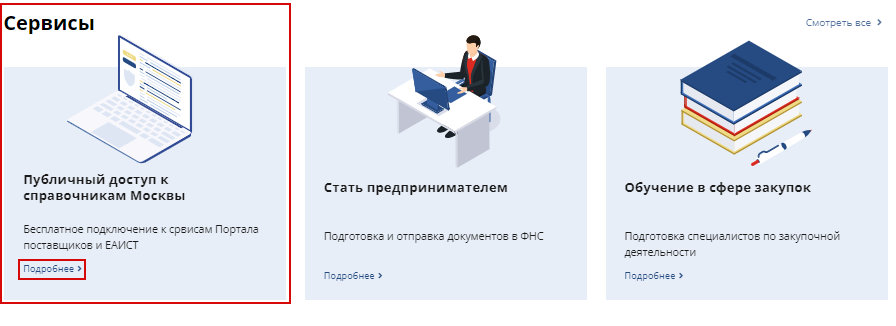 Сервисы
Смотреть все
Публичный доступ к
справочникам Москвы
Бесплатное подключение к срвисам Портала
поставщиков и ЕАИСТ
Подробнее
Стать предпринимателем
Подготовка и отправка документов в ФНС
Подробнее
Обучение в сфере закупок
Подготовка специалистов по закупочной
деятельности
Подробнее